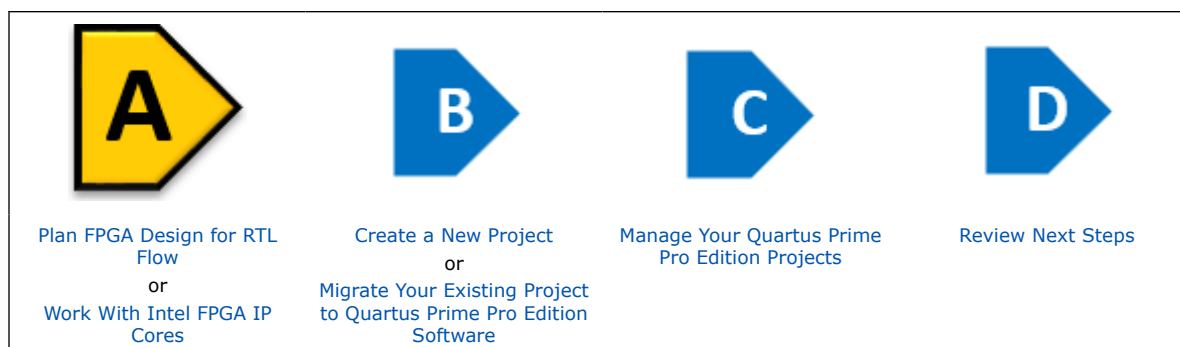 A
B
C
D
Plan FPGA Design for RTL
Flow
or
Work With Intel FPGA IP
Cores
Create a New Project
or
Migrate Your Existing Project
to Quartus Prime Pro Edition
Software
Manage Your Quartus Prime
Pro Edition Projects
Review Next Steps